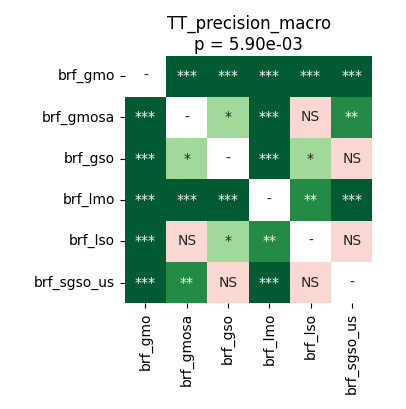 TT_precision_macro
p = 5.90e-03
brf_gmo - *** *** *** *** ***
brf_gmosa *** - * *** NS **
brf_gso *** * - *** * NS
brf_lmo *** *** *** - ** ***
brf_lso *** NS * ** - NS
brf_sgso_us *** ** NS *** NS -
brf_gmo brf_gmosa brf_gso brf_lmo brf_lso brf_sgso_us